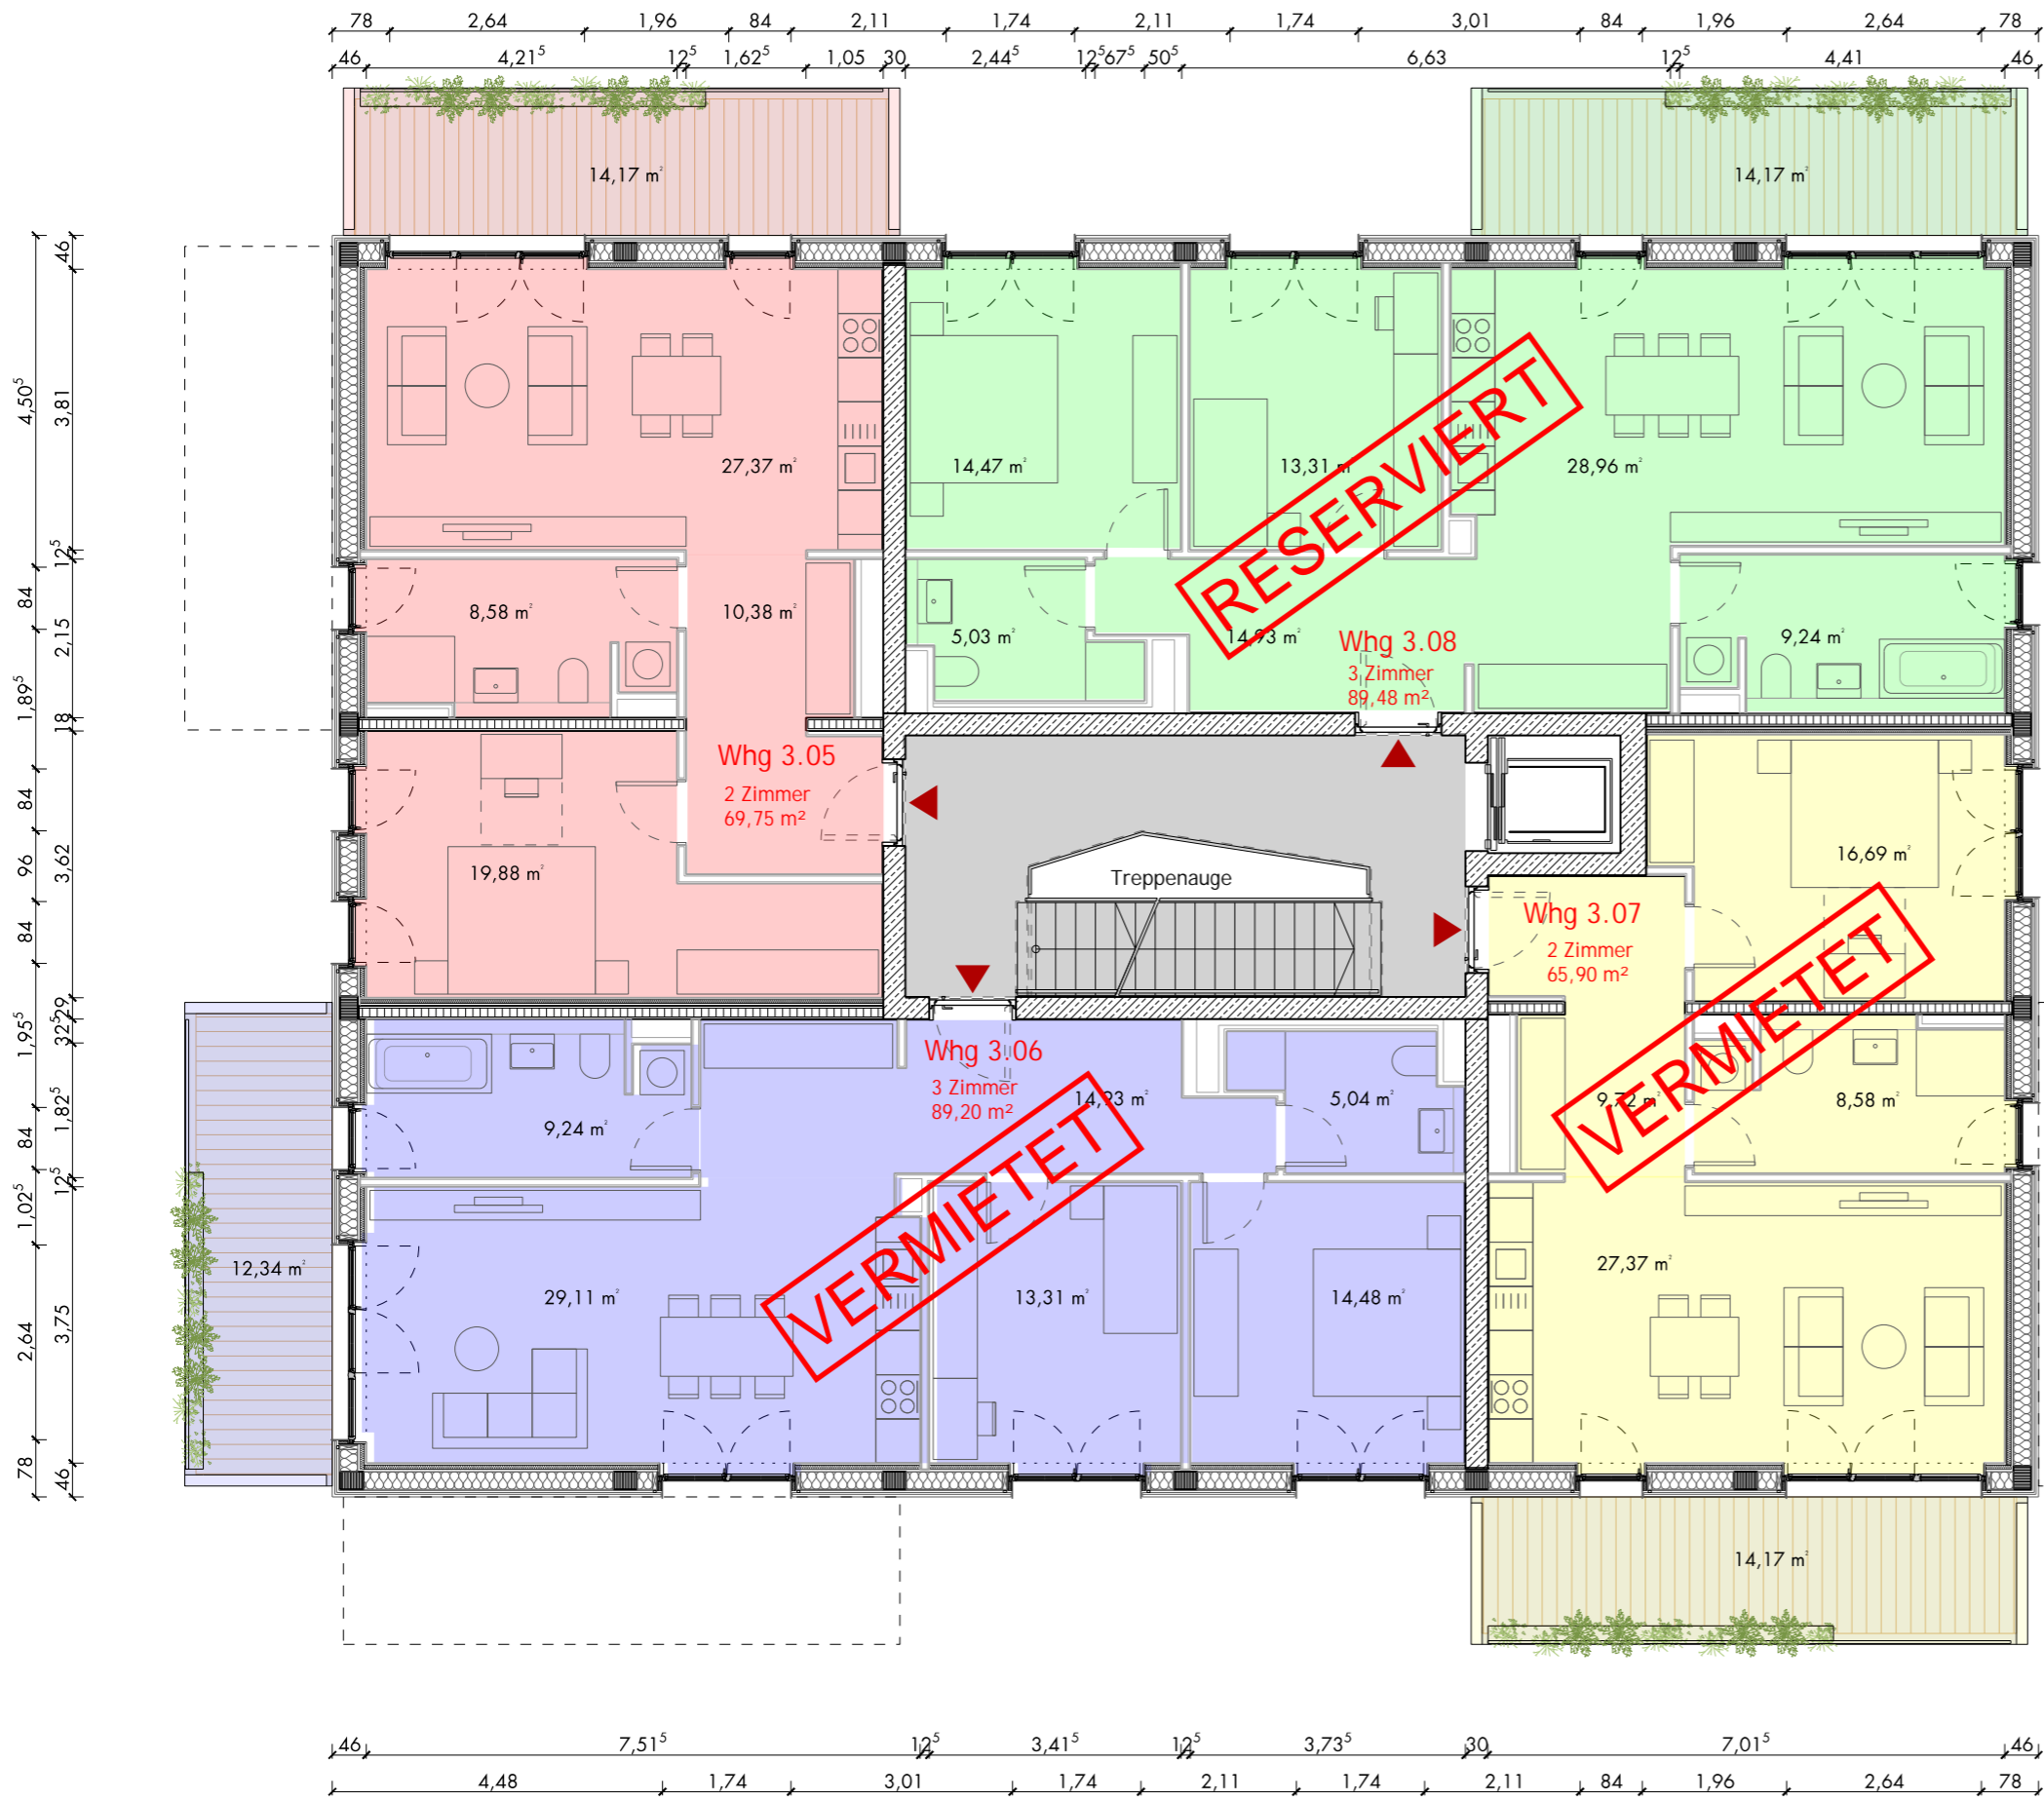 78 2,64 1,96 84 2,11 1,74 2,11 1,74 3,01 84 1,96 2,64 78
46 4,21⁵ 12⁵ 1,62⁵ 1,05 30 2,44⁵ 12⁵ 67⁵ 50⁵ 6,63 12⁵ 4,41 46
14,17 m²
14,17 m²
46
4,50⁵
3,81
12⁵
84
2,15
1,89⁵
18
84
3,62
96
84
29
1,95⁵
32⁵
1,82⁵
84
12⁵
1,02⁵
3,75
2,64
78
46
27,37 m²
14,47 m²
13,31 m²
28,96 m²
RESERVIERT
8,58 m²
10,38 m²
5,03 m²
14,93 m²
Whg 3.08
3 Zimmer
89,48 m²
9,24 m²
Whg 3.05
2 Zimmer
69,75 m²
19,88 m²
Treppenauge
16,69 m²
Whg 3.07
2 Zimmer
65,90 m²
VERMIETET
Whg 3.06
3 Zimmer
89,20 m²
9,24 m²
14,93 m²
5,04 m²
9,72 m²
8,58 m²
VERMIETET
12,34 m²
29,11 m²
13,31 m²
14,48 m²
27,37 m²
14,17 m²
46 7,51⁵ 12⁵ 3,41⁵ 12⁵ 3,73⁵ 30 7,01⁵ 46
4,48 1,74 3,01 1,74 2,11 1,74 2,11 84 1,96 2,64 78